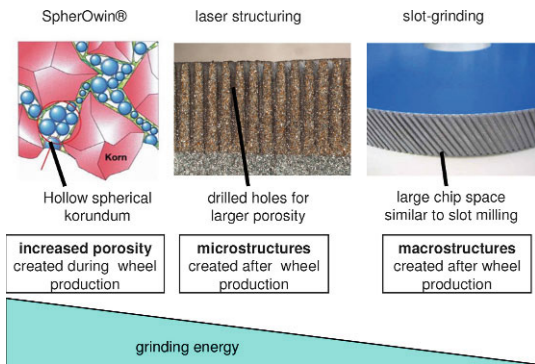 SpherOwin®
laser structuring
slot-grinding
Korn
Hollow spherical
korundum
drilled holes for
larger porosity
large chip space
similar to slot milling
increased porosity
created during wheel
production
microstructures
created after wheel
production
macrostructures
created after wheel
production
grinding energy